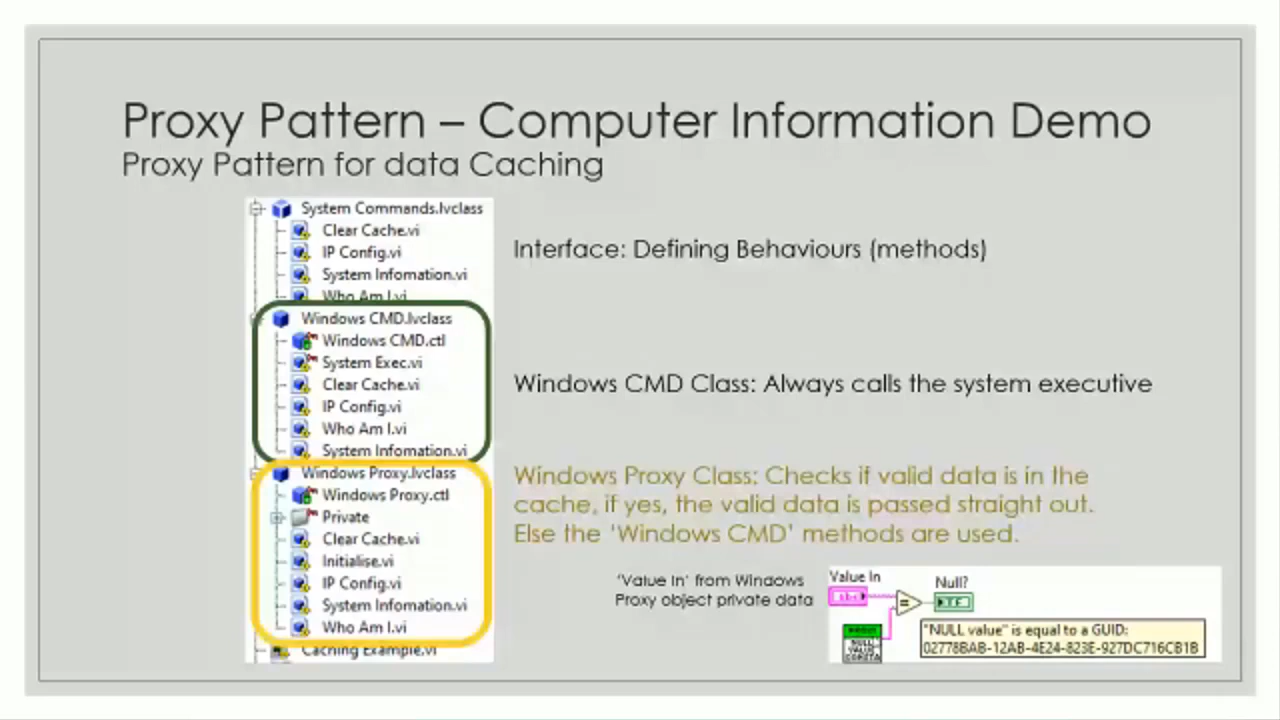 Proxy Pattern – Computer Information Demo
Proxy Pattern for data Caching
System Commands.lvclass
Clear Cache.vi
IP Config.vi
System Infomation.vi
Who Am I.vi
Windows CMD.lvclass
Windows CMD.ctl
System Exec.vi
Clear Cache.vi
IP Config.vi
Who Am I.vi
System Infomation.vi
Windows Proxy.lvclass
Windows Proxy.ctl
Private
Clear Cache.vi
Initialise.vi
IP Config.vi
System Infomation.vi
Who Am I.vi
Caching Example.vi
Interface: Defining Behaviours (methods)
Windows CMD Class: Always calls the system executive
Windows Proxy Class: Checks if valid data is in the
cache, if yes, the valid data is passed straight out.
Else the ‘Windows CMD’ methods are used.
‘Value In’ from Windows
Proxy object private data
Value In
Null?
abc
=
TF
PROXY
NULL
VALUE
"NULL value" is equal to a GUID:
02778BAB-12AB-4E24-823E-927DC716CB1B